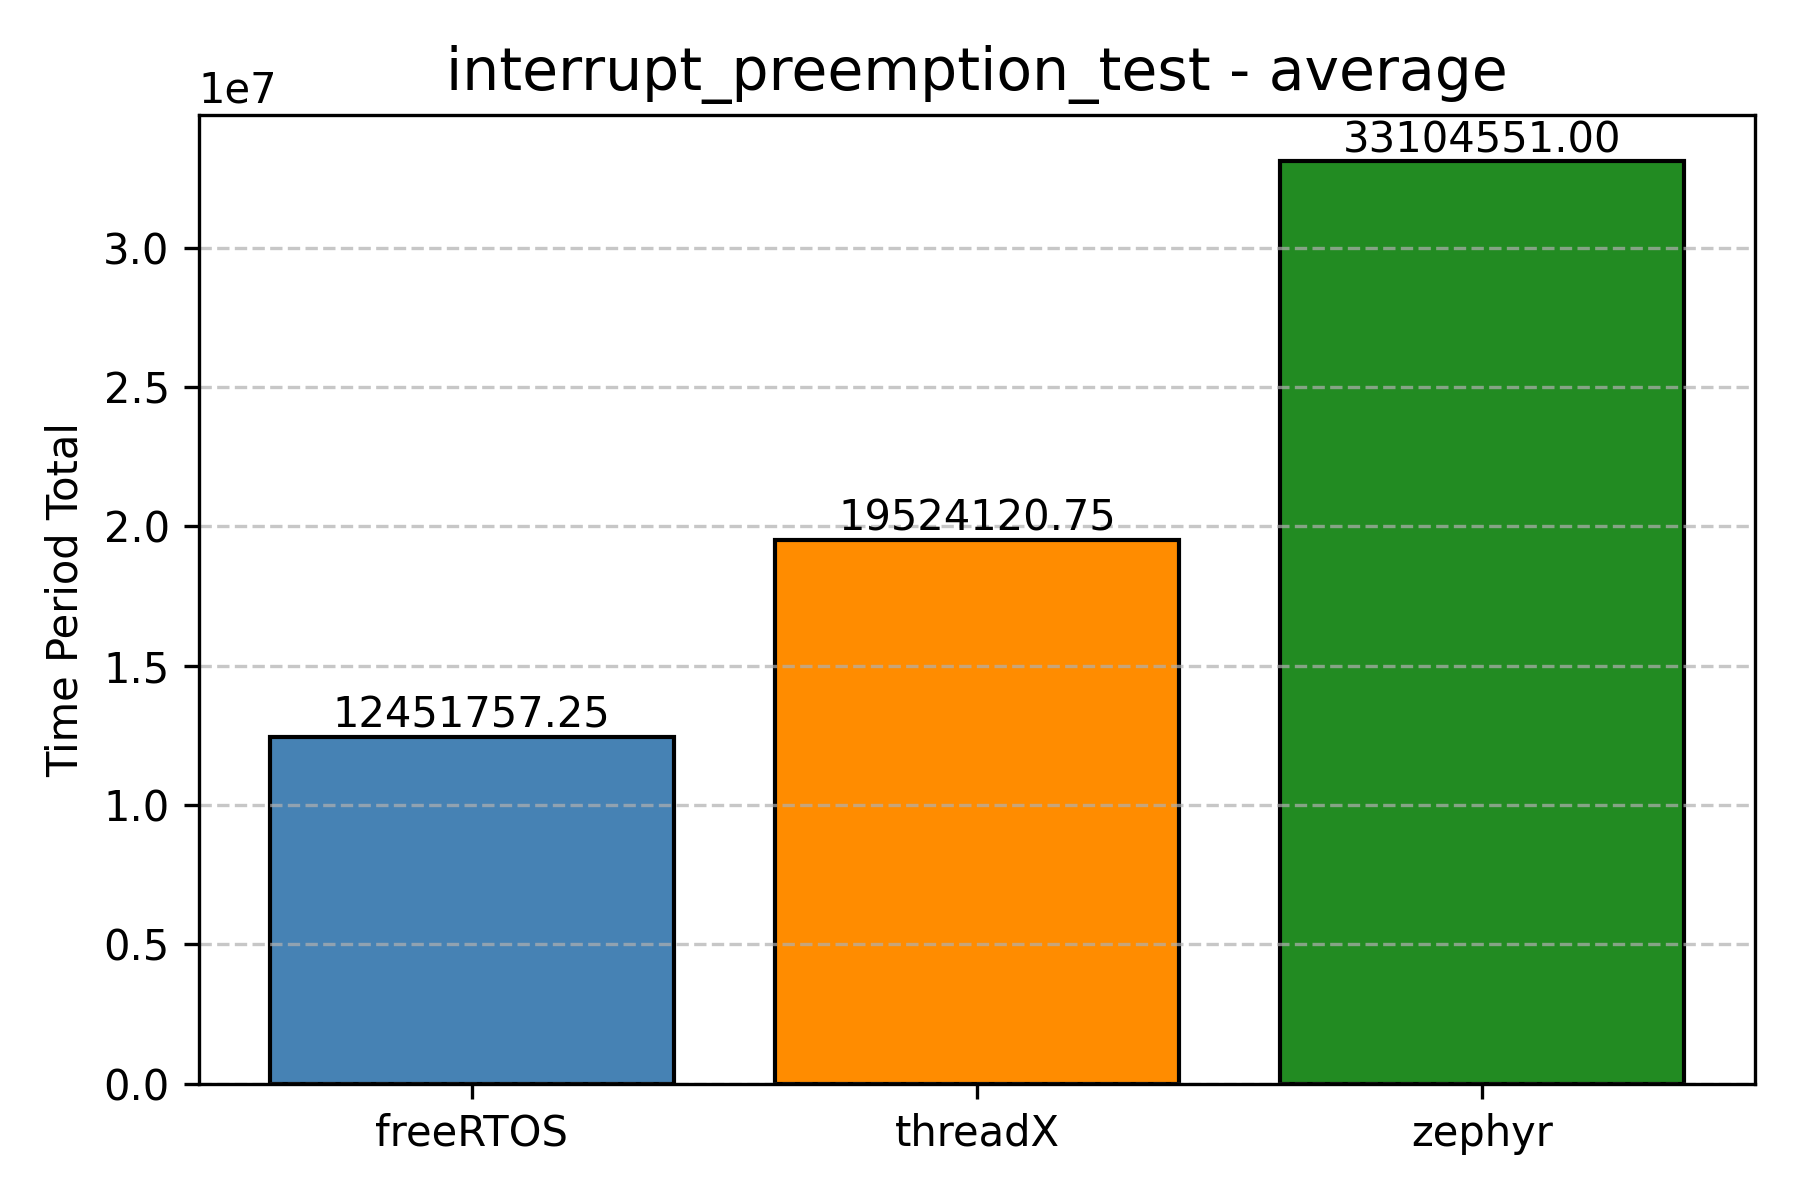 interrupt_preemption_test - average
1e7
33104551.00
3.0
2.5
19524120.75
2.0
1.5
12451757.25
1.0
0.5
0.0
Time Period Total
freeRTOS
threadX
zephyr